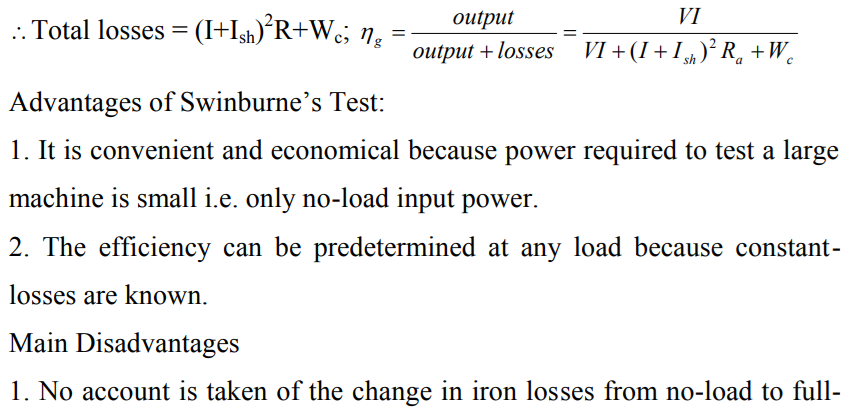 ∴ Total losses = (I+I_sh)²R+W_c; η_g = output / (output + losses) = VI / (VI + (I + I_sh)² R_a + W_c)
Advantages of Swinburne’s Test:
1. It is convenient and economical because power required to test a large
machine is small i.e. only no-load input power.
2. The efficiency can be predetermined at any load because constant-
losses are known.
Main Disadvantages
1. No account is taken of the change in iron losses from no-load to full-